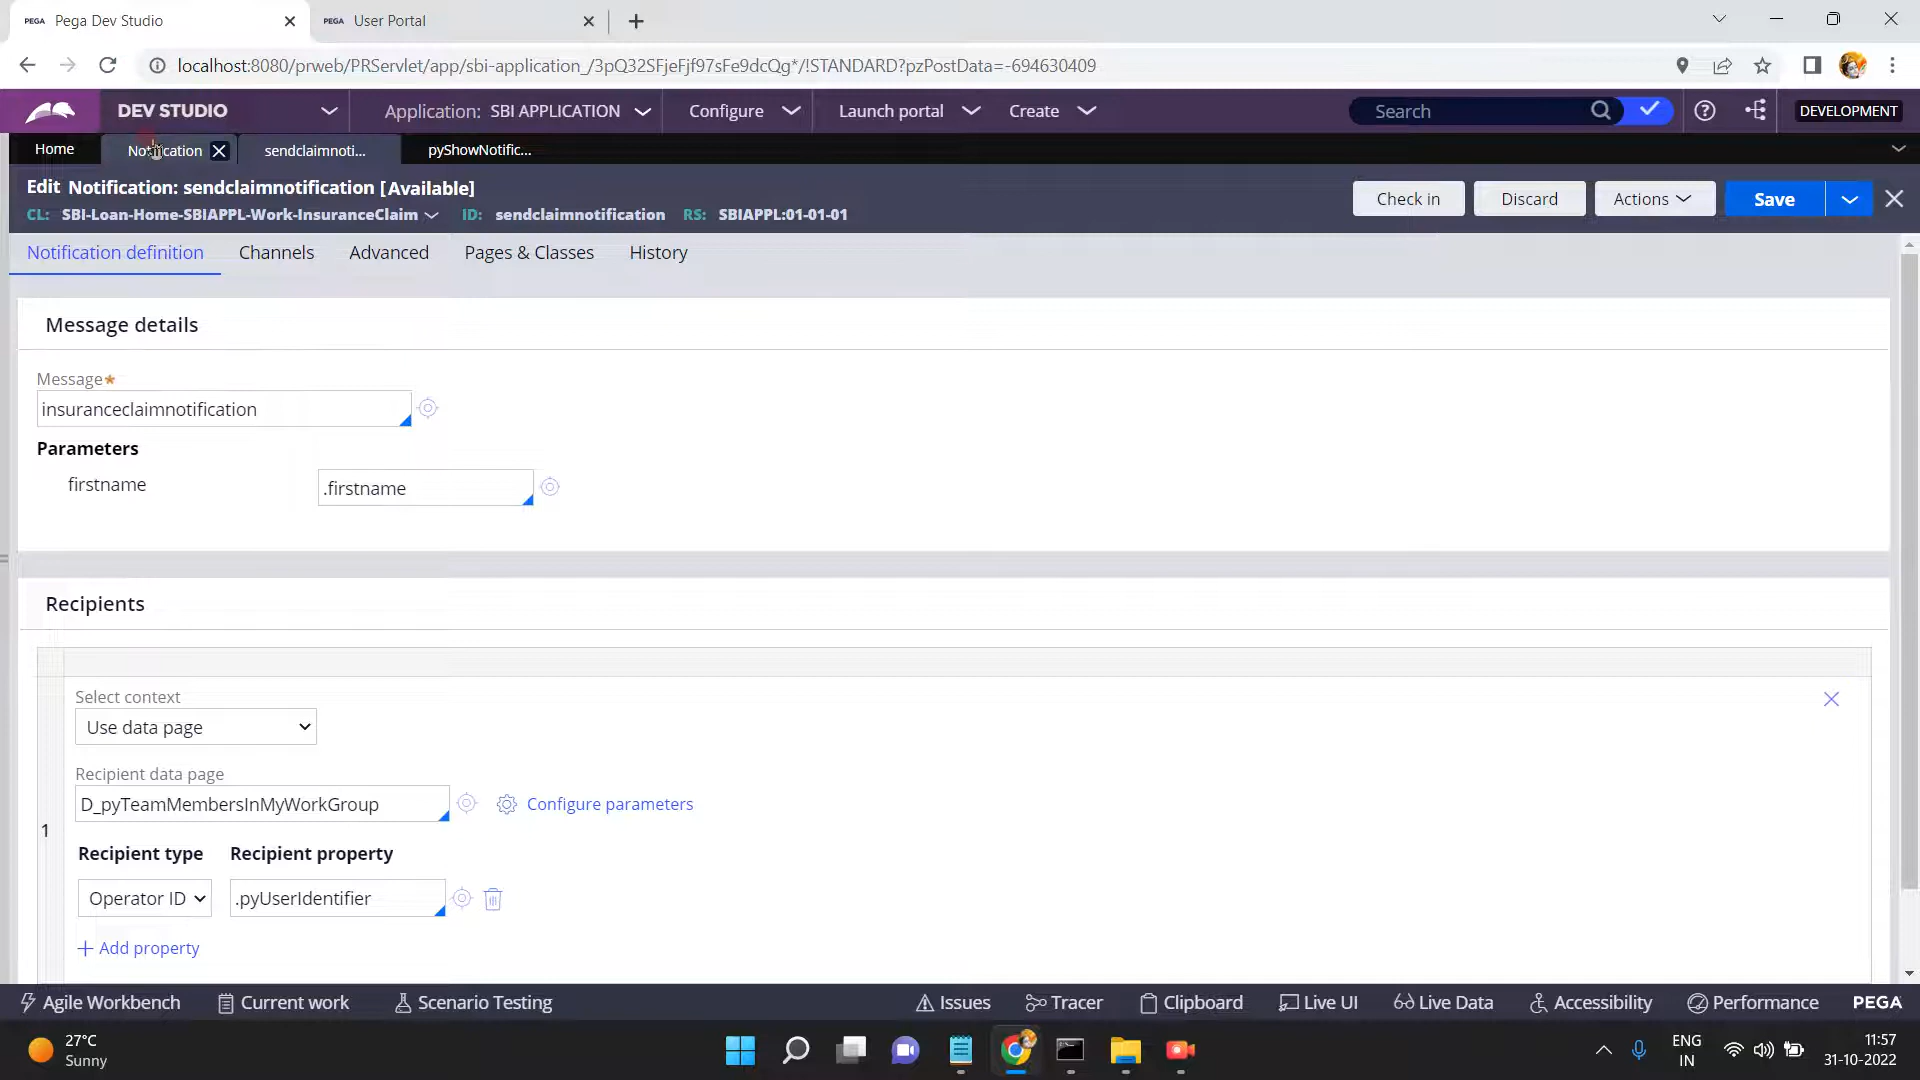 PEGA Pega Dev Studio
PEGA User Portal
localhost:8080/prweb/PRServlet/app/sbi-application_/3pQ32SFjeFjf97sFe9dcQg*/!STANDARD?pzPostData=-694630409
DEV STUDIO
Application: SBI APPLICATION
Configure
Launch portal
Create
Search
DEVELOPMENT
Home
Notification
sendclaimnoti...
pyShowNotific...
Edit Notification: sendclaimnotification [Available]
CL: SBI-Loan-Home-SBIAPPL-Work-InsuranceClaim ID: sendclaimnotification RS: SBIAPPL:01-01-01
Check in
Discard
Actions
Save
Notification definition
Channels
Advanced
Pages & Classes
History
Message details
Message*
insuranceclaimnotification
Parameters
firstname
.firstname
Recipients
Select context
Use data page
Recipient data page
D_pyTeamMembersInMyWorkGroup
Configure parameters
1
Recipient type Recipient property
Operator ID
.pyUserIdentifier
+ Add property
Agile Workbench
Current work
Scenario Testing
Issues
Tracer
Clipboard
Live UI
Live Data
Accessibility
Performance
PEGA
27°C
Sunny
ENG
IN
11:57
31-10-2022